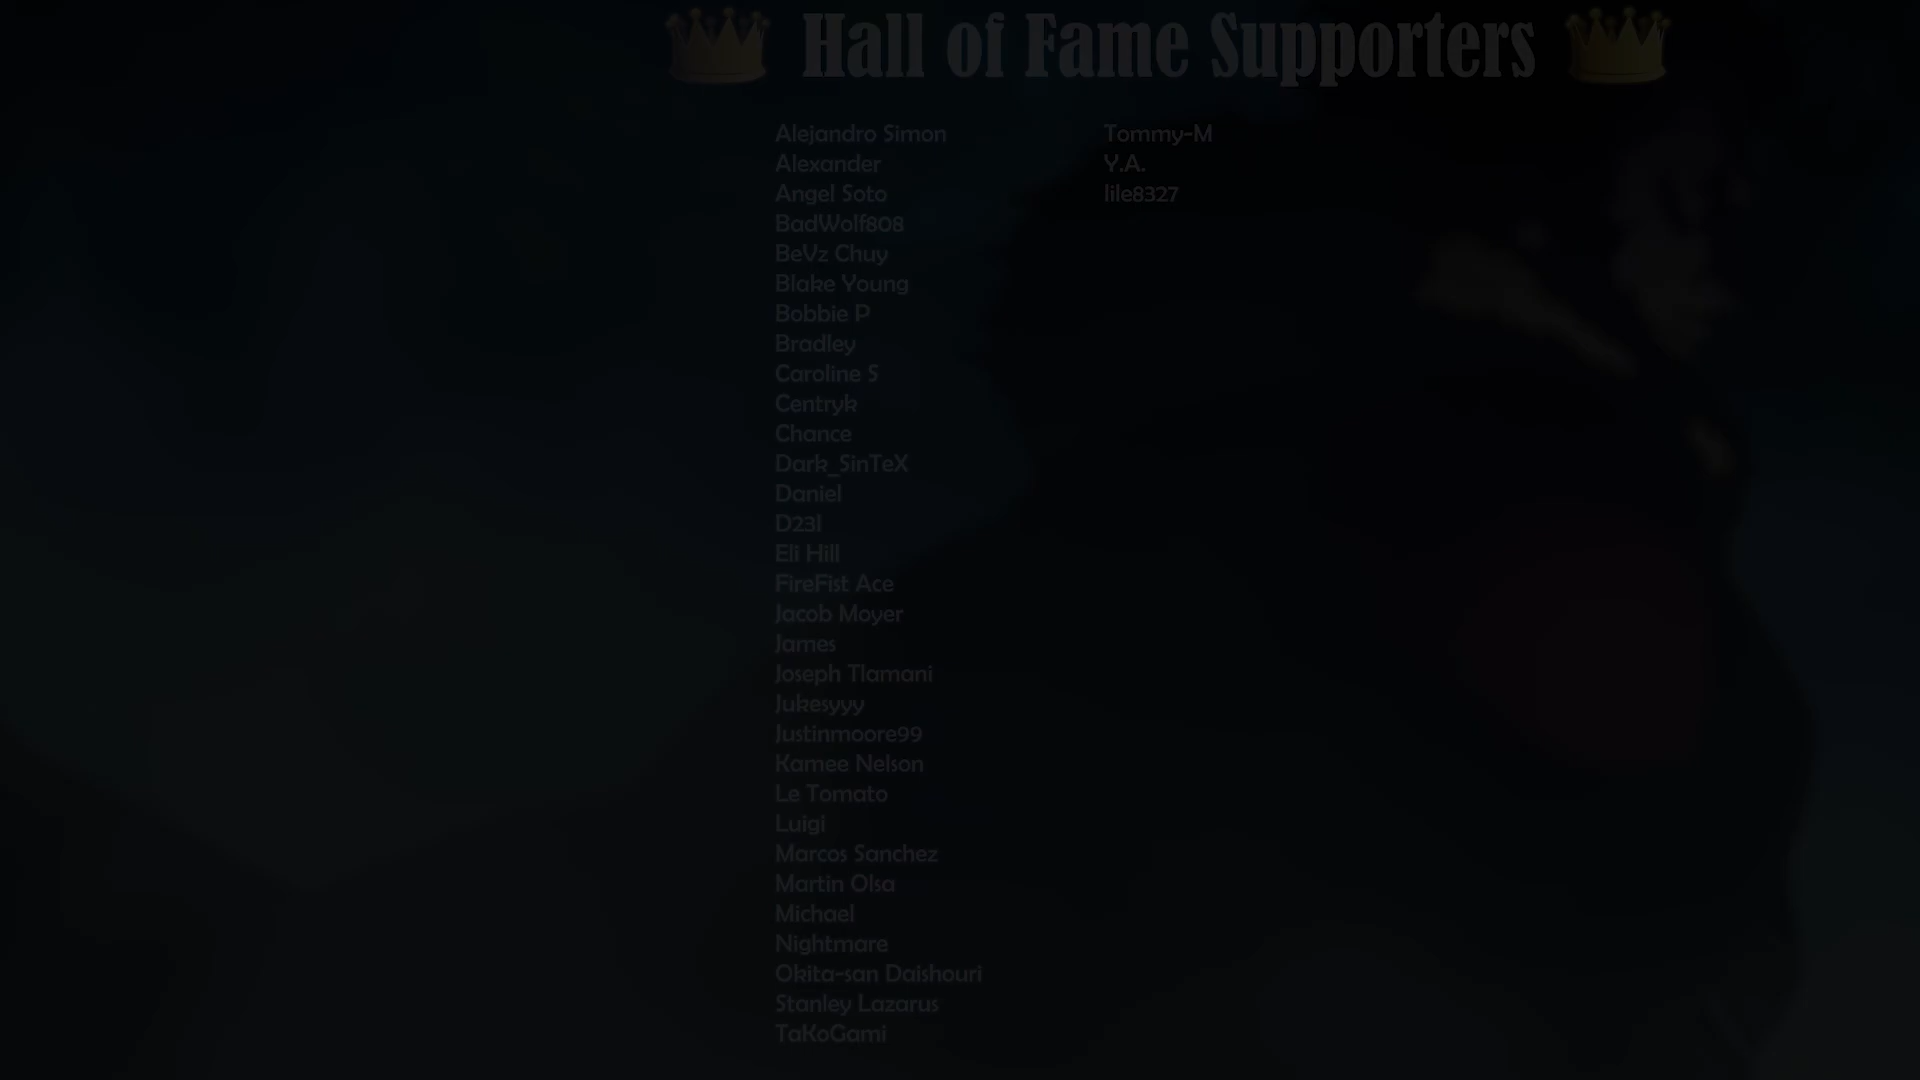 Hall of Fame Supporters
Alejandro Simon
Alexander
Angel Soto
BadWolf808
BeVz Chuy
Blake Young
Bobbie P
Bradley
Caroline S
Centryk
Chance
Dark_SinTeX
Daniel
D23l
Eli Hill
FireFist Ace
Jacob Moyer
James
Joseph Tlamani
Jukesyyy
Justinmoore99
Kamee Nelson
Le Tomato
Luigi
Marcos Sanchez
Martin Olsa
Michael
Nightmare
Okita-san Daishouri
Stanley Lazarus
TaKoGami
Tommy-M
Y.A.
lile8327